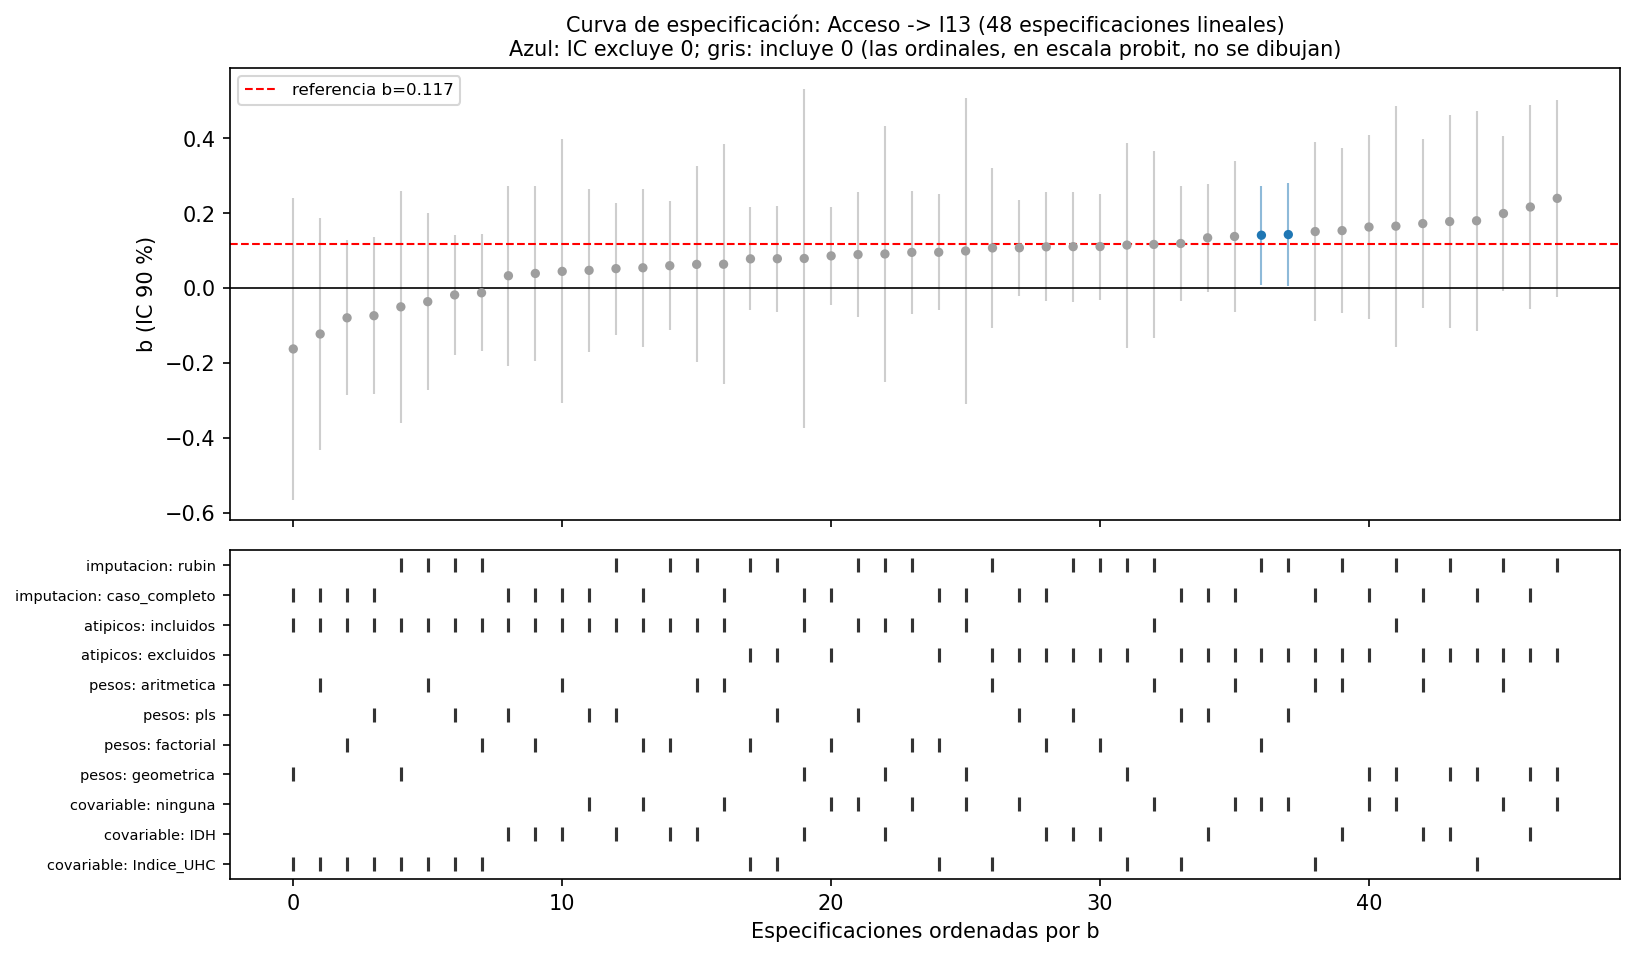 Curva de especificación: Acceso -> I13 (48 especificaciones lineales)
Azul: IC excluye 0; gris: incluye 0 (las ordinales, en escala probit, no se dibujan)
referencia b=0.117
b (IC 90 %)
0.4
0.2
0.0
−0.2
−0.4
−0.6
imputacion: rubin
imputacion: caso_completo
atipicos: incluidos
atipicos: excluidos
pesos: aritmetica
pesos: pls
pesos: factorial
pesos: geometrica
covariable: ninguna
covariable: IDH
covariable: Indice_UHC
0 10 20 30 40
Especificaciones ordenadas por b